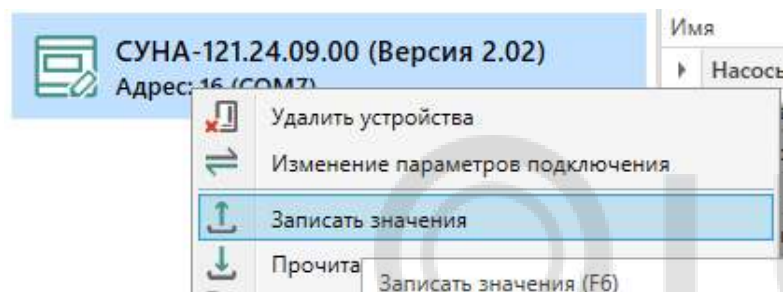 Имя
СУНА-121.24.09.00 (Версия 2.02)
Насосы
Адрес: 16 (COM7)
Удалить устройства
Изменение параметров подключения
Записать значения
Прочита
Записать значения (F6)